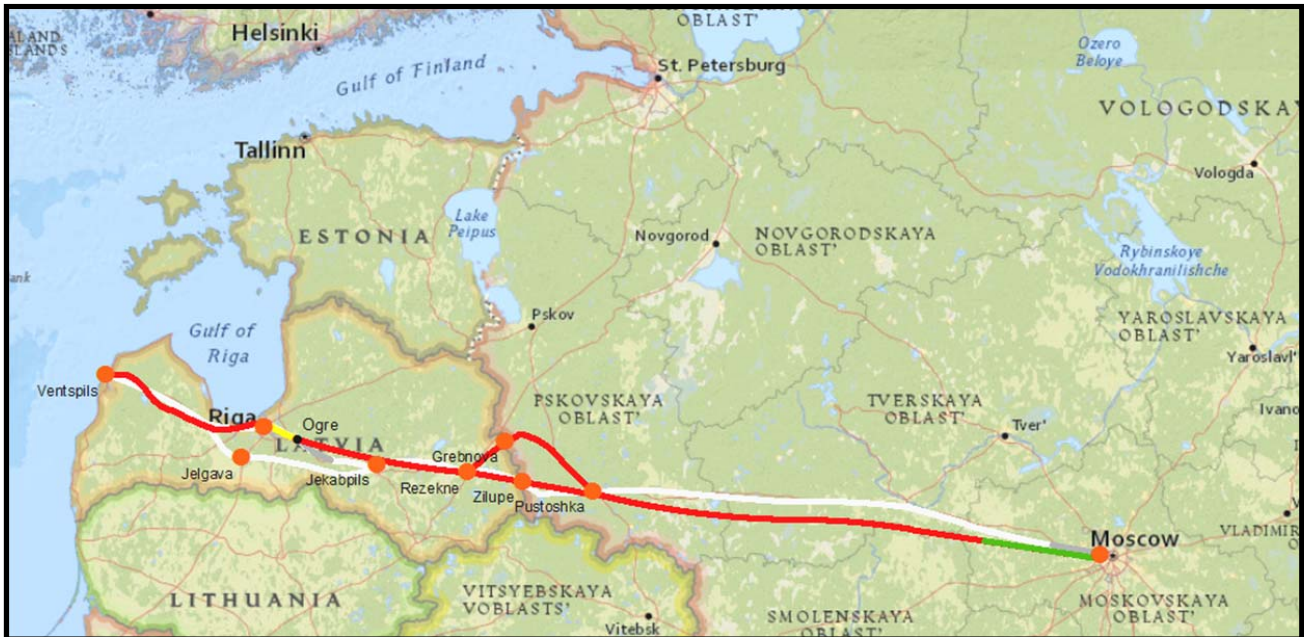 OBLAST'
Helsinki
ALAND
Ozero
Beloye
Gulf of Finland
St. Petersburg
VOLOGODSKAY
Tallinn
Vologda
Lake
Peipus
ESTONIA
Novgorod
NOVGORODSKAYA
OBLAST'
Rybinskoye
Vodokhranilishche
ank
Pskov
Gulf of
Riga
YAROSLAVSKAYA
OBLAST'
Yaroslavl'
Ventspils
PSKOVSKAYA
OBLAST'
TVERSKAYA
OBLAST'
Ivano
Riga
Ogre
Tver'
LATVIA
Grebnova
Jelgava
Jekabpils
Rezekne
Zilupe
Pustoshka
Moscow
VLADIMIR
LITHUANIA
VITSYEBSKAYA
VOBLASTS'
MOSKOVSKAYA
OBLAST'
SMOLENSKAYA
OBLAST'
Vitebsk